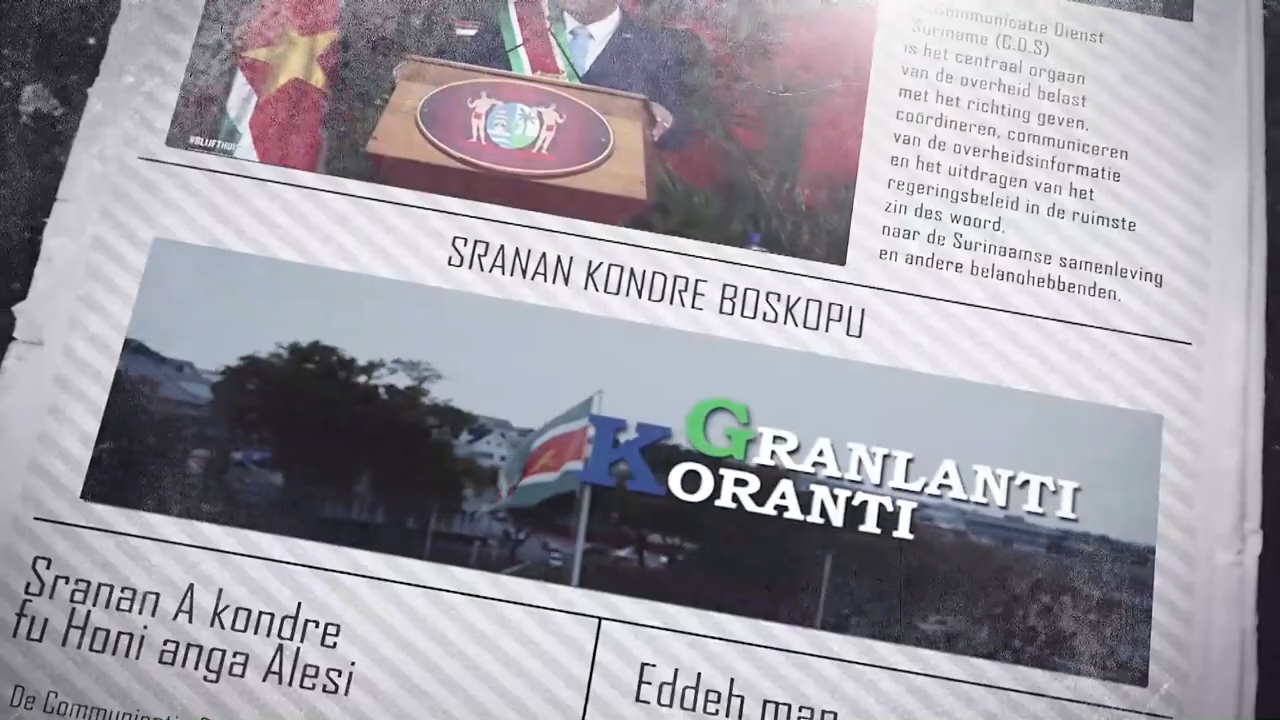 Communicatie Dienst
Suriname (C.D.S)
is het centraal orgaan
van de overheid belast
met het richting geven,
coördineren, communiceren
van de overheidsinformatie
en het uitdragen van het
regeringsbeleid in de ruimste
zin des woord.
naar de Surinaamse samenleving
en andere belanghebbenden.
#BLIJFTHUIS
SRANAN KONDRE BOSKOPU
GRANLANTI
KORANTI
Sranan A kondre
fu Honi anga Alesi
De
Eddeh man